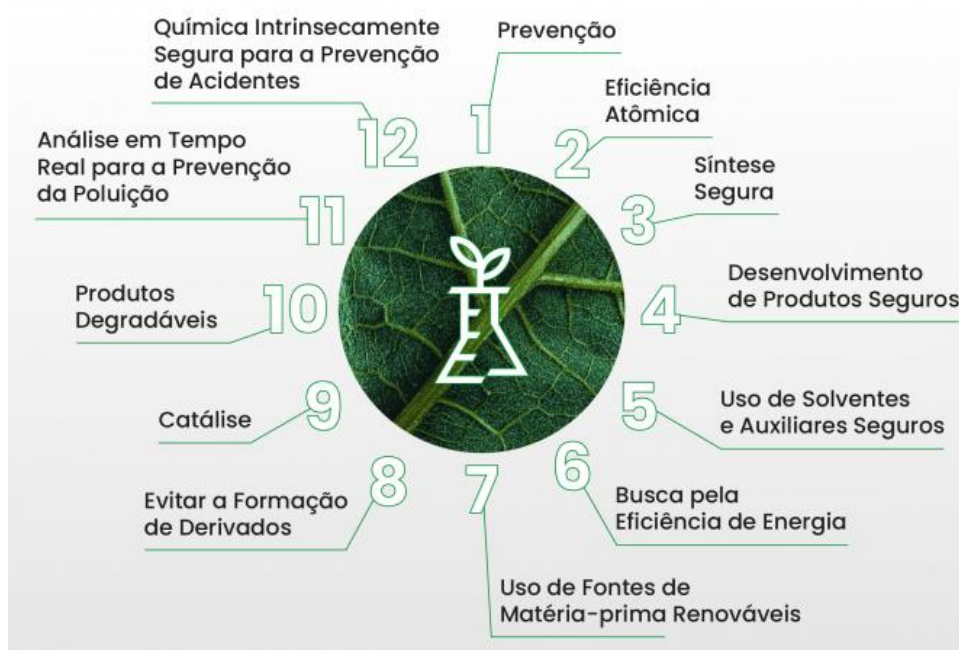 1
Prevenção
2
Eficiência
Atômica
3
Síntese
Segura
4
Desenvolvimento
de Produtos Seguros
5
Uso de Solventes
e Auxiliares Seguros
6
Busca pela
Eficiência de Energia
7
Uso de Fontes de
Matéria-prima Renováveis
8
Evitar a Formação
de Derivados
9
Catálise
10
Produtos
Degradáveis
11
Análise em Tempo
Real para a Prevenção
da Poluição
12
Química Intrinsecamente
Segura para a Prevenção
de Acidentes